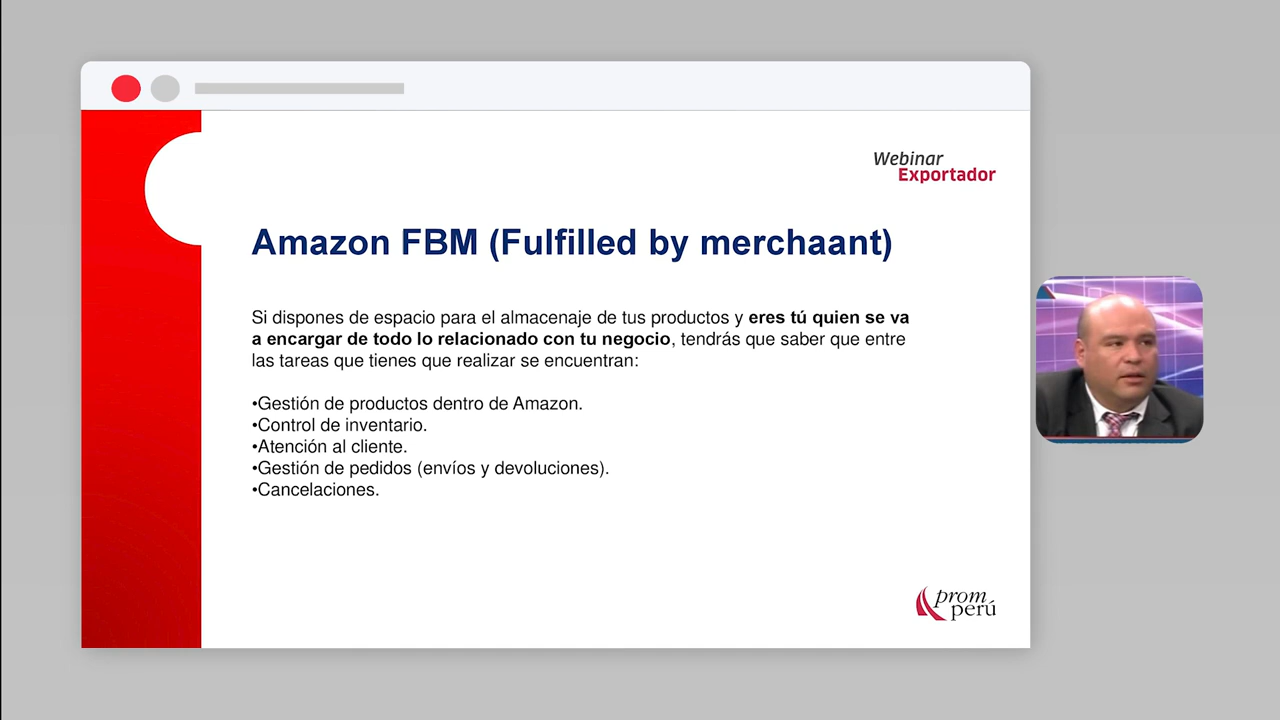 Webinar
Exportador
Amazon FBM (Fulfilled by merchaant)
Si dispones de espacio para el almacenaje de tus productos y eres tú quien se va
a encargar de todo lo relacionado con tu negocio, tendrás que saber que entre
las tareas que tienes que realizar se encuentran:
•Gestión de productos dentro de Amazon.
•Control de inventario.
•Atención al cliente.
•Gestión de pedidos (envíos y devoluciones).
•Cancelaciones.
prom
perú